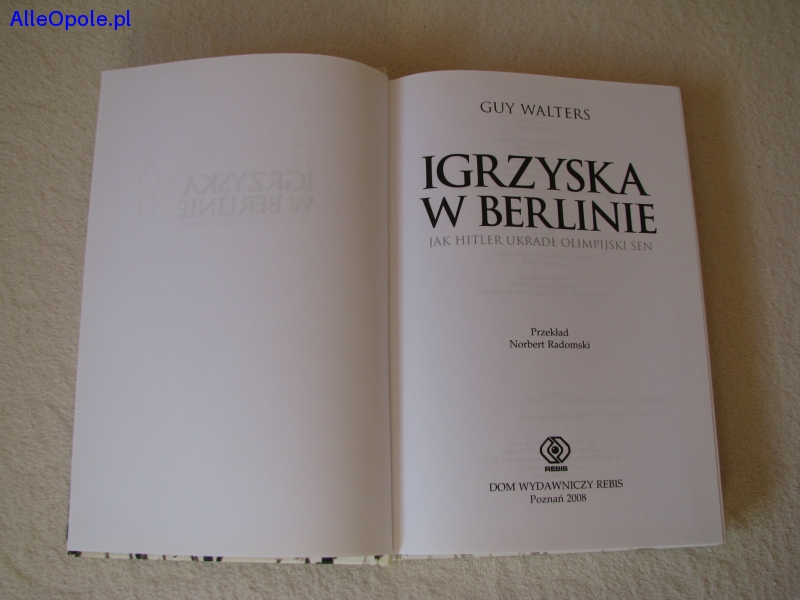 AlleOpole.pl
GUY WALTERS
IGRZYSKA
W BERLINIE
JAK HITLER UKRADŁ OLIMPIJSKI SEN
Przekład
Norbert Radomski
REBIS
DOM WYDAWNICZY REBIS
Poznań 2008